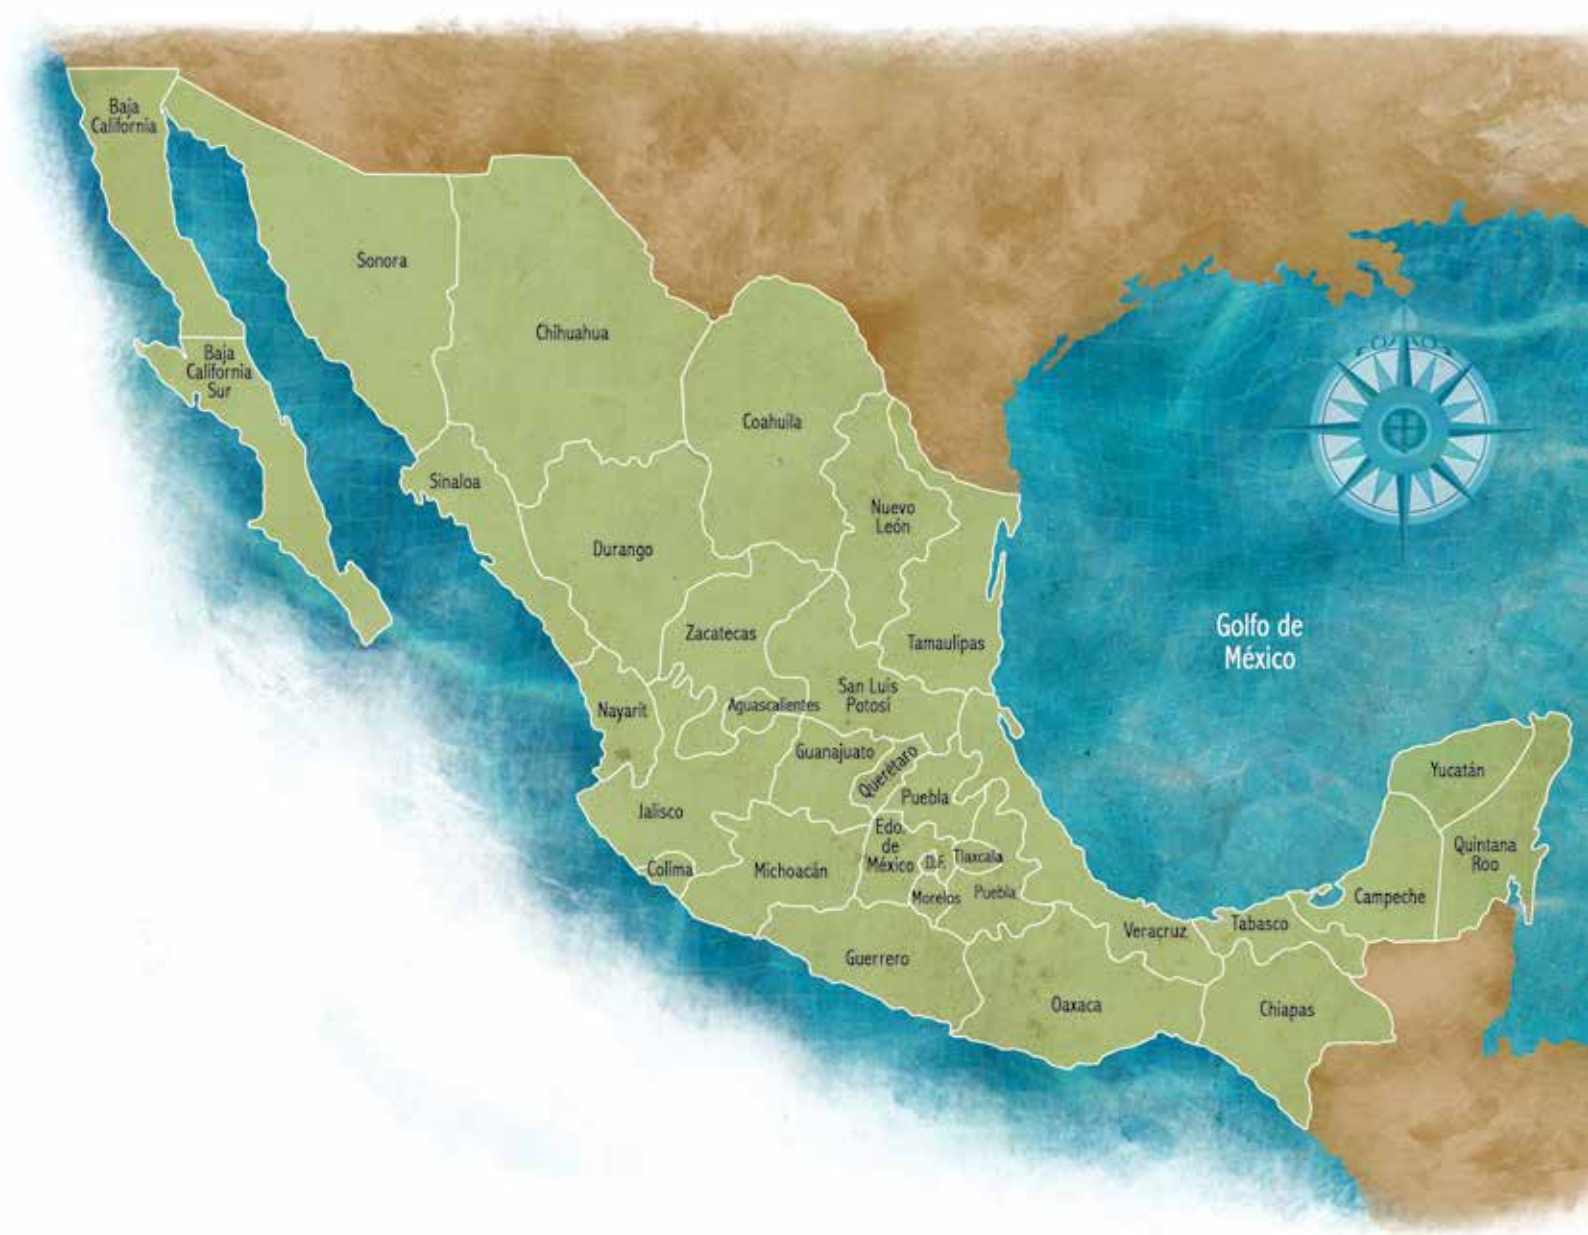 Baja
California
Sonora
Chihuahua
Baja
California
Sur
Coahuila
Sinaloa
Nuevo
León
Durango
Zacatecas
Tamaulipas
Golfo de
México
San Luis
Potosí
Aguascalientes
Nayarit
Guanajuato
Querétaro
Yucatán
Puebla
Jalisco
Edo.
de
México
D.F.
Tlaxcala
Quintana
Roo
Colima
Michoacán
Morelos
Puebla
Campeche
Veracruz
Tabasco
Guerrero
Oaxaca
Chiapas